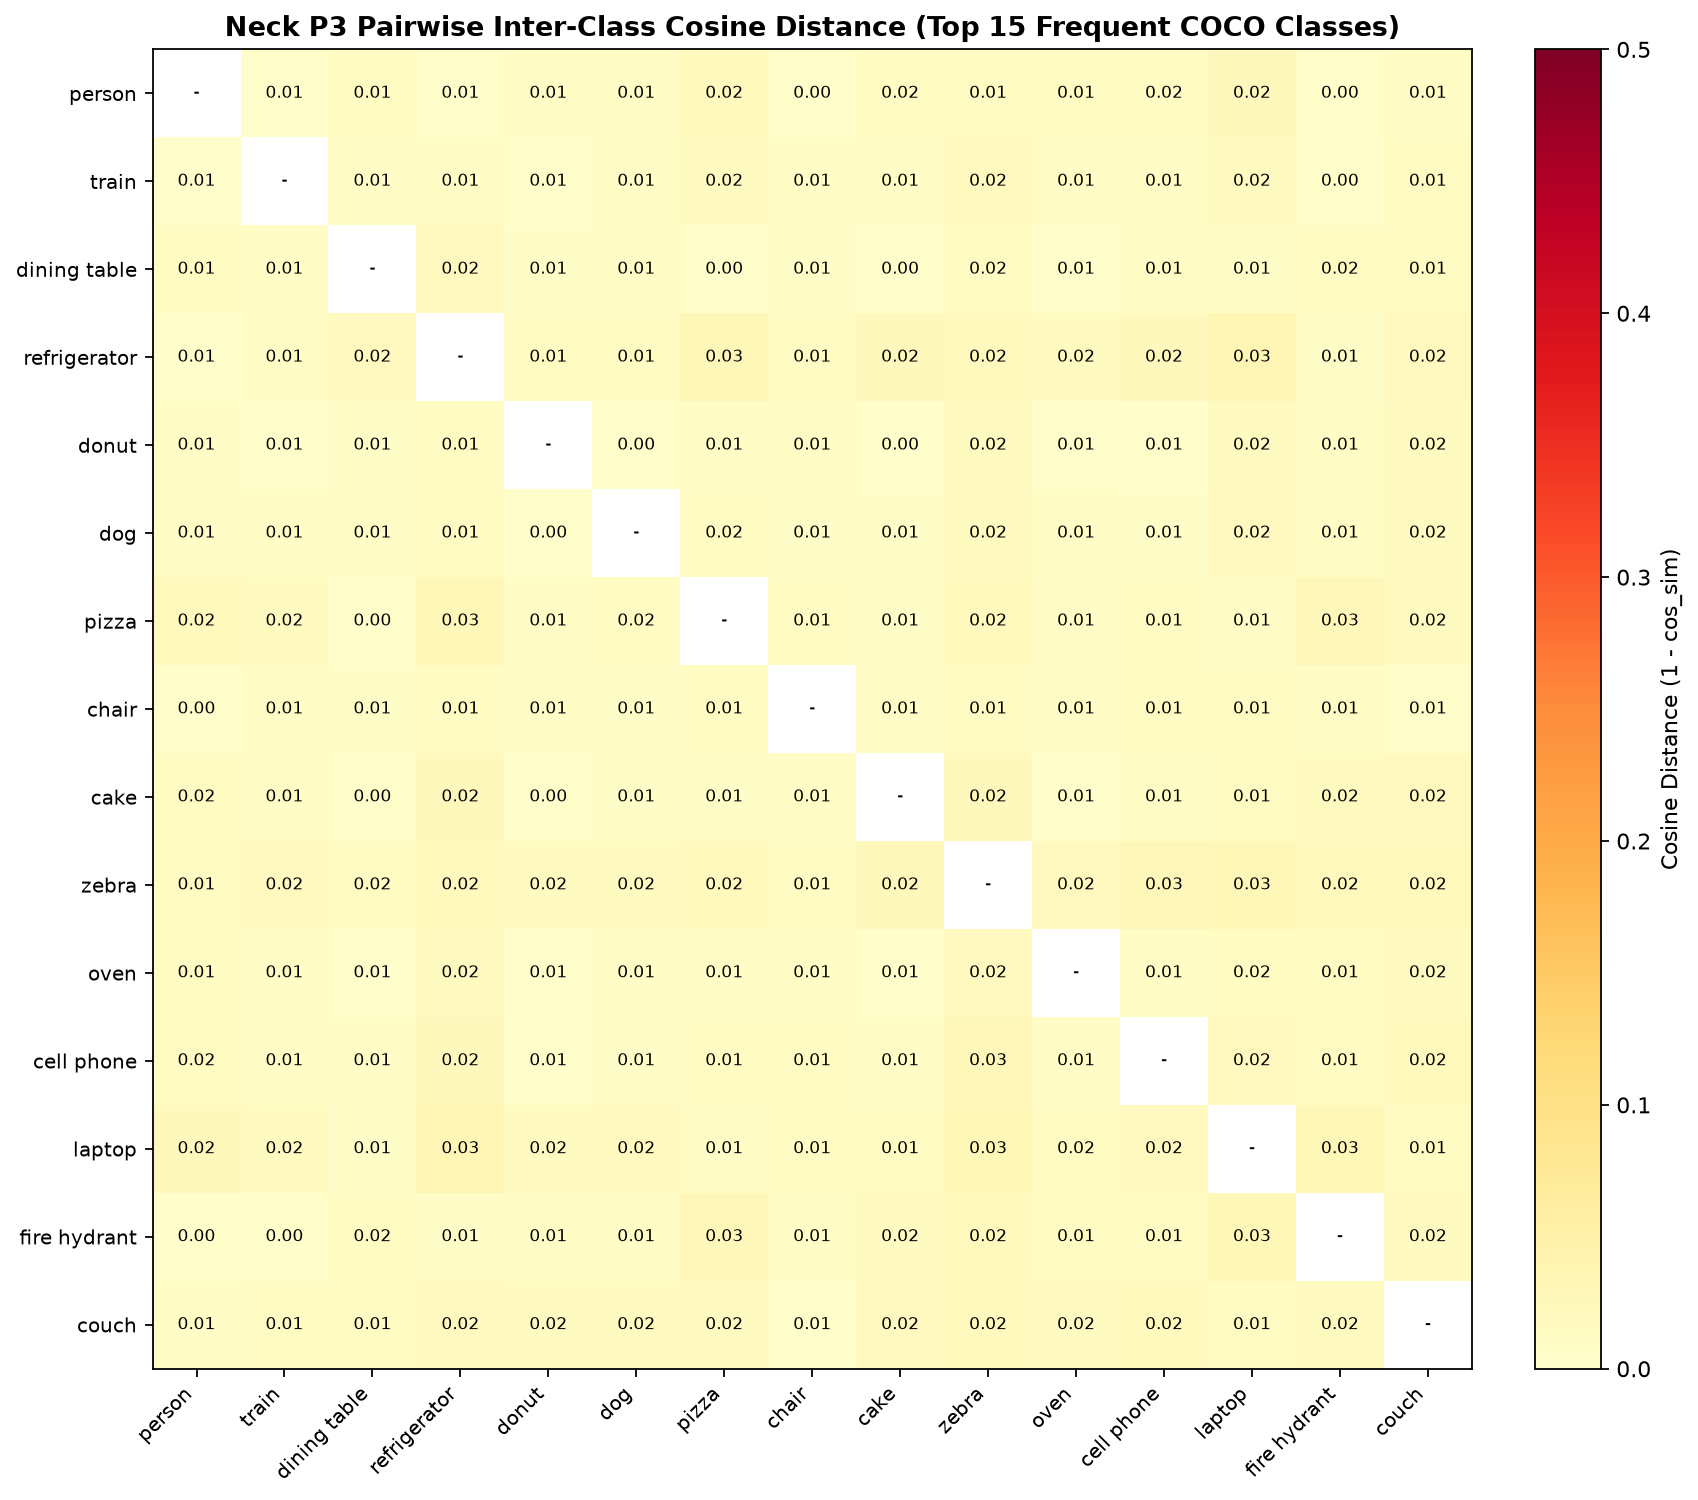 Neck P3 Pairwise Inter-Class Cosine Distance (Top 15 Frequent COCO Classes)
person - 0.01 0.01 0.01 0.01 0.01 0.02 0.00 0.02 0.01 0.01 0.02 0.02 0.00 0.01
train 0.01 - 0.01 0.01 0.01 0.01 0.02 0.01 0.01 0.02 0.01 0.01 0.02 0.00 0.01
dining table 0.01 0.01 - 0.02 0.01 0.01 0.00 0.01 0.00 0.02 0.01 0.01 0.01 0.02 0.01
refrigerator 0.01 0.01 0.02 - 0.01 0.01 0.03 0.01 0.02 0.02 0.02 0.02 0.03 0.01 0.02
donut 0.01 0.01 0.01 0.01 - 0.00 0.01 0.01 0.00 0.02 0.01 0.01 0.02 0.01 0.02
dog 0.01 0.01 0.01 0.01 0.00 - 0.02 0.01 0.01 0.02 0.01 0.01 0.02 0.01 0.02
pizza 0.02 0.02 0.00 0.03 0.01 0.02 - 0.01 0.01 0.02 0.01 0.01 0.01 0.03 0.02
chair 0.00 0.01 0.01 0.01 0.01 0.01 0.01 - 0.01 0.01 0.01 0.01 0.01 0.01 0.01
cake 0.02 0.01 0.00 0.02 0.00 0.01 0.01 0.01 - 0.02 0.01 0.01 0.01 0.02 0.02
zebra 0.01 0.02 0.02 0.02 0.02 0.02 0.02 0.01 0.02 - 0.02 0.03 0.03 0.02 0.02
oven 0.01 0.01 0.01 0.02 0.01 0.01 0.01 0.01 0.01 0.02 - 0.01 0.02 0.01 0.02
cell phone 0.02 0.01 0.01 0.02 0.01 0.01 0.01 0.01 0.01 0.03 0.01 - 0.02 0.01 0.02
laptop 0.02 0.02 0.01 0.03 0.02 0.02 0.01 0.01 0.01 0.03 0.02 0.02 - 0.03 0.01
fire hydrant 0.00 0.00 0.02 0.01 0.01 0.01 0.03 0.01 0.02 0.02 0.01 0.01 0.03 - 0.02
couch 0.01 0.01 0.01 0.02 0.02 0.02 0.02 0.01 0.02 0.02 0.02 0.02 0.01 0.02 -
person train dining table refrigerator donut dog pizza chair cake zebra oven cell phone laptop fire hydrant couch
0.5
0.4
0.3
0.2
0.1
0.0
Cosine Distance (1 - cos_sim)